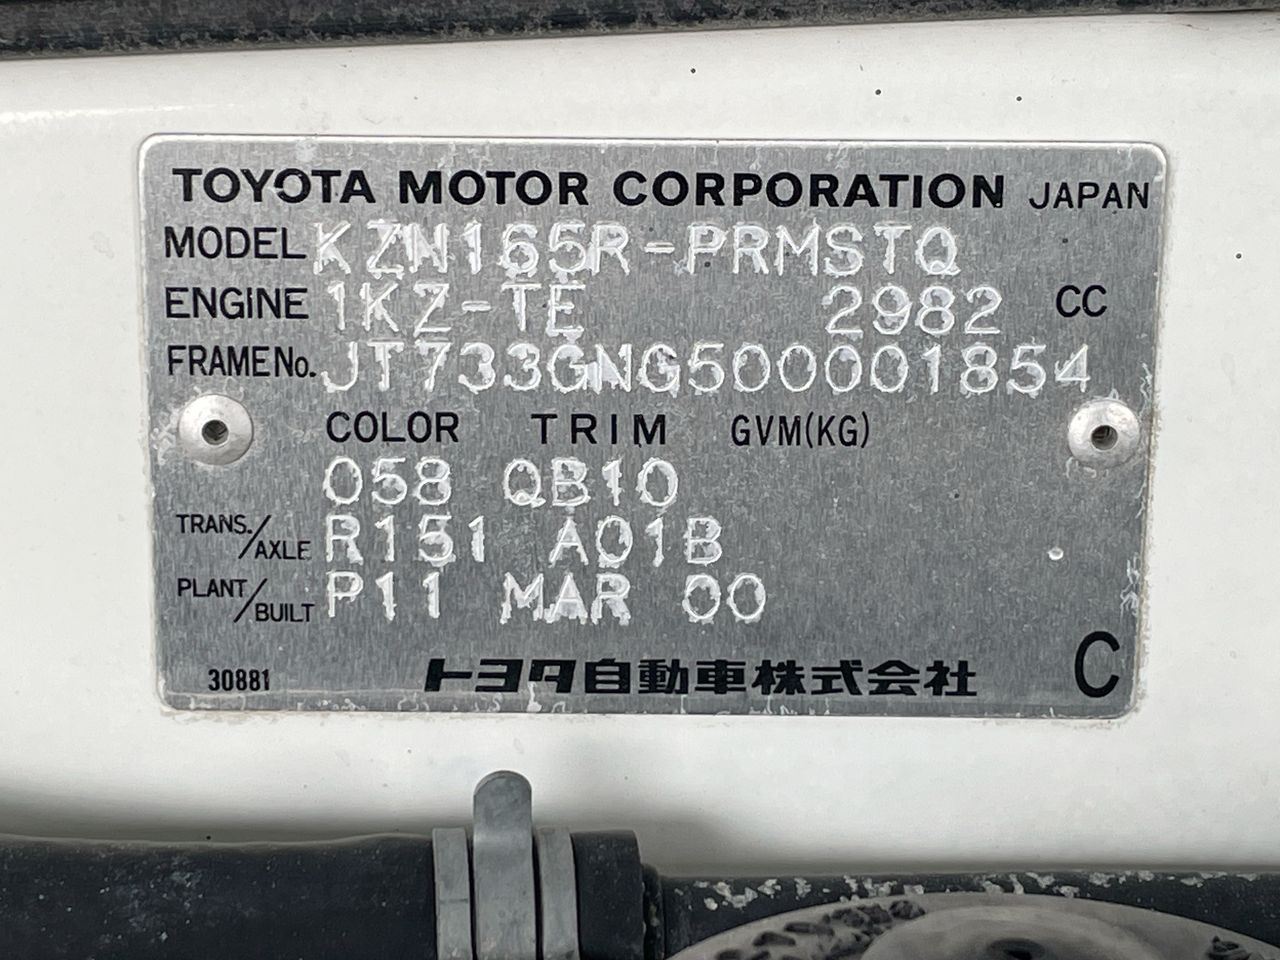 TOYOTA MOTOR CORPORATION JAPAN
MODEL KZN165R-PRMSTQ
ENGINE 1KZ-TE 2982 CC
FRAME No. JT733GNG500001854
COLOR TRIM GVM(KG)
058 QB10
TRANS./AXLE R151 A01B
PLANT/BUILT P11 MAR 00
30881 トヨタ自動車株式会社 C